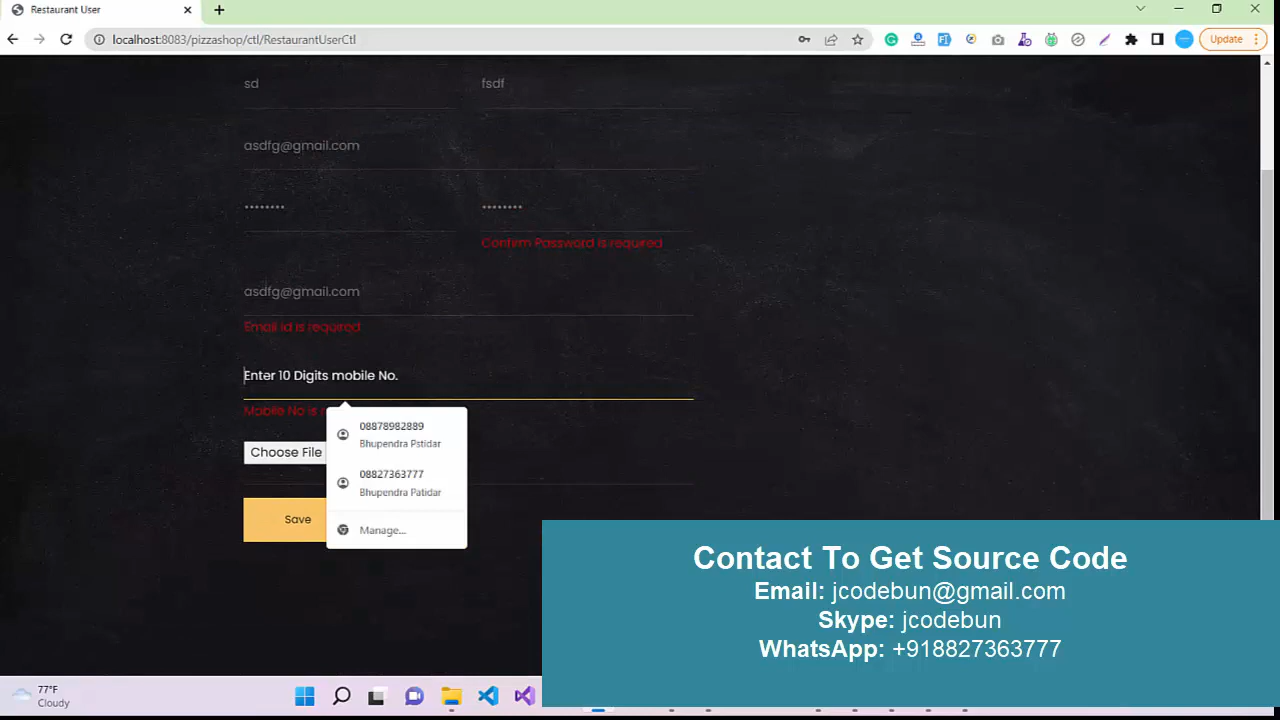 Restaurant User
localhost:8083/pizzashop/ctl/RestaurantUserCtl
Update
sd
fsdf
asdfg@gmail.com
Confirm Password is required
asdfg@gmail.com
Email id is required
Enter 10 Digits mobile No.
Mobile No is
08878982889
Bhupendra Pstidar
Choose File
08827363777
Bhupendra Patidar
Save
Manage...
Contact To Get Source Code
Email: jcodebun@gmail.com
Skype: jcodebun
WhatsApp: +918827363777
77°F
Cloudy